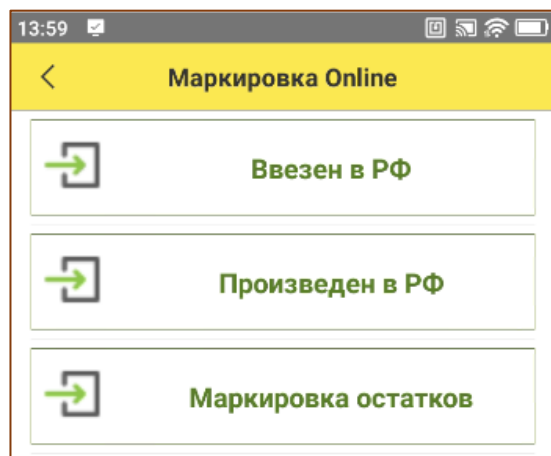 13:59
Маркировка Online
Ввезен в РФ
Произведен в РФ
Маркировка остатков